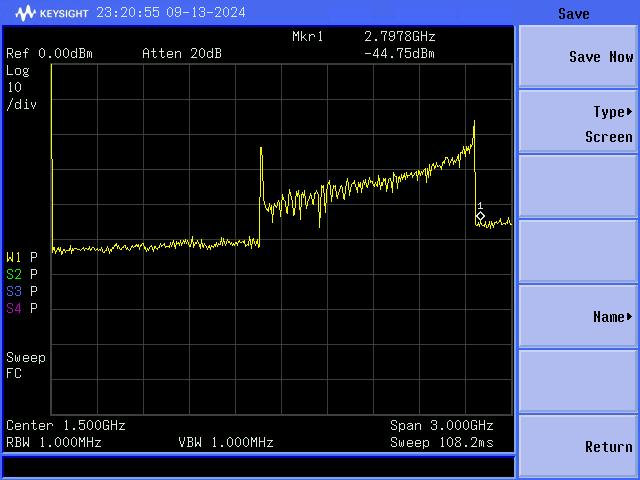 KEYSIGHT 23:20:55 09-13-2024
Save
Mkr1 2.7978GHz
Ref 0.00dBm Atten 20dB -44.75dBm
Log
10
/div
1
W1 P
S2 P
S3 P
S4 P
Sweep
FC
Center 1.500GHz Span 3.000GHz
RBW 1.000MHz VBW 1.000MHz Sweep 108.2ms
Save Now
Type
Screen
Name
Return